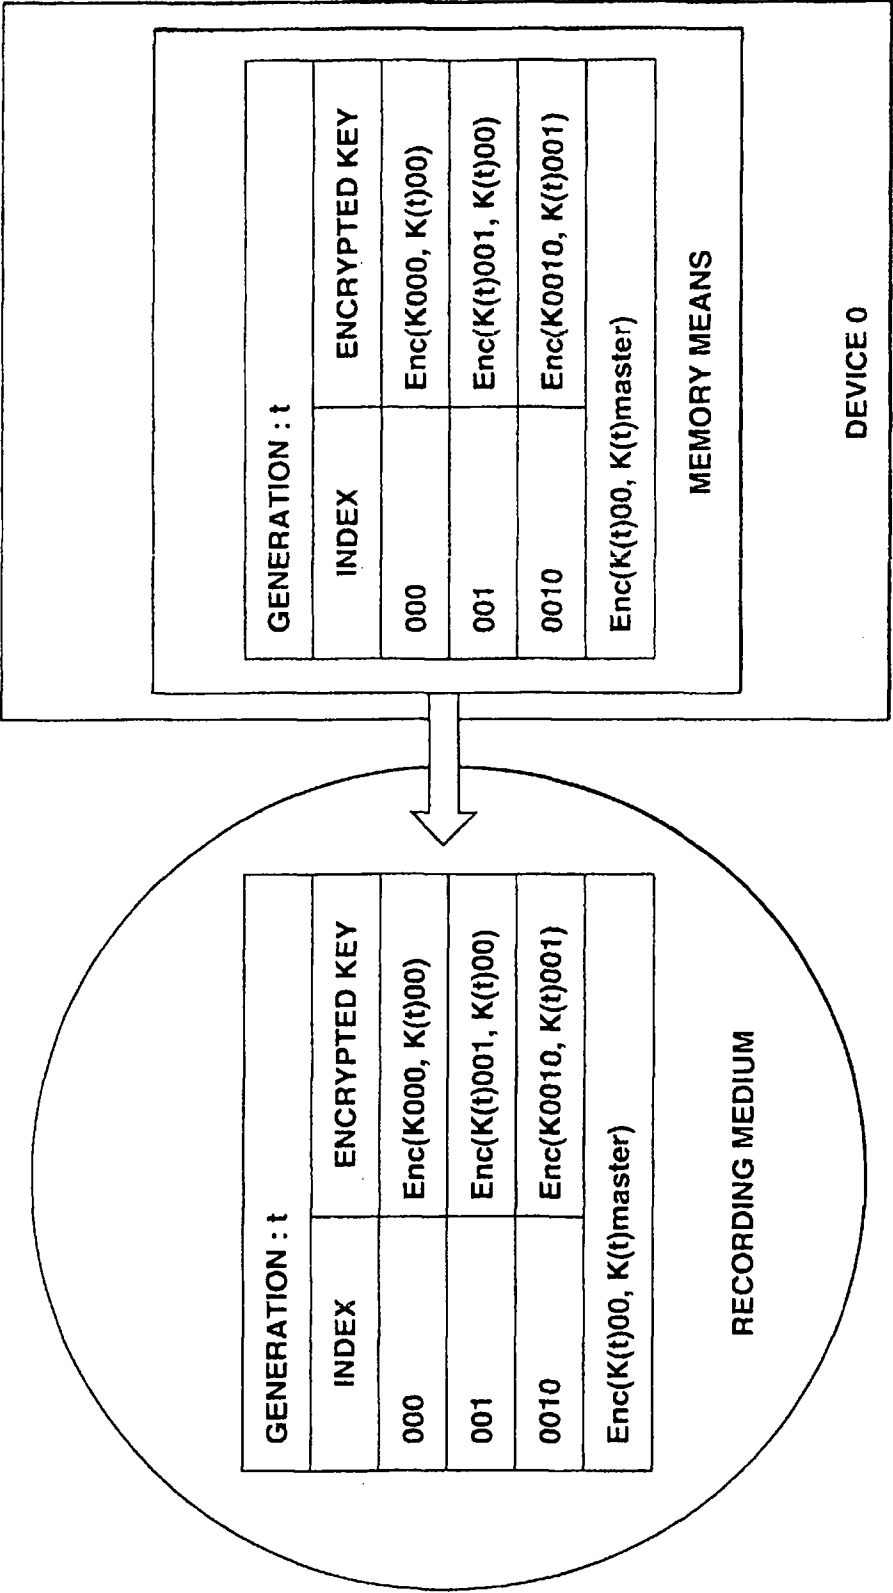 GENERATION : t
INDEX ENCRYPTED KEY
000 Enc(K000, K(t)00)
001 Enc(K(t)001, K(t)00)
0010 Enc(K0010, K(t)001)
Enc(K(t)00, K(t)master)
RECORDING MEDIUM
GENERATION : t
INDEX ENCRYPTED KEY
000 Enc(K000, K(t)00)
001 Enc(K(t)001, K(t)00)
0010 Enc(K0010, K(t)001)
Enc(K(t)00, K(t)master)
MEMORY MEANS
DEVICE 0